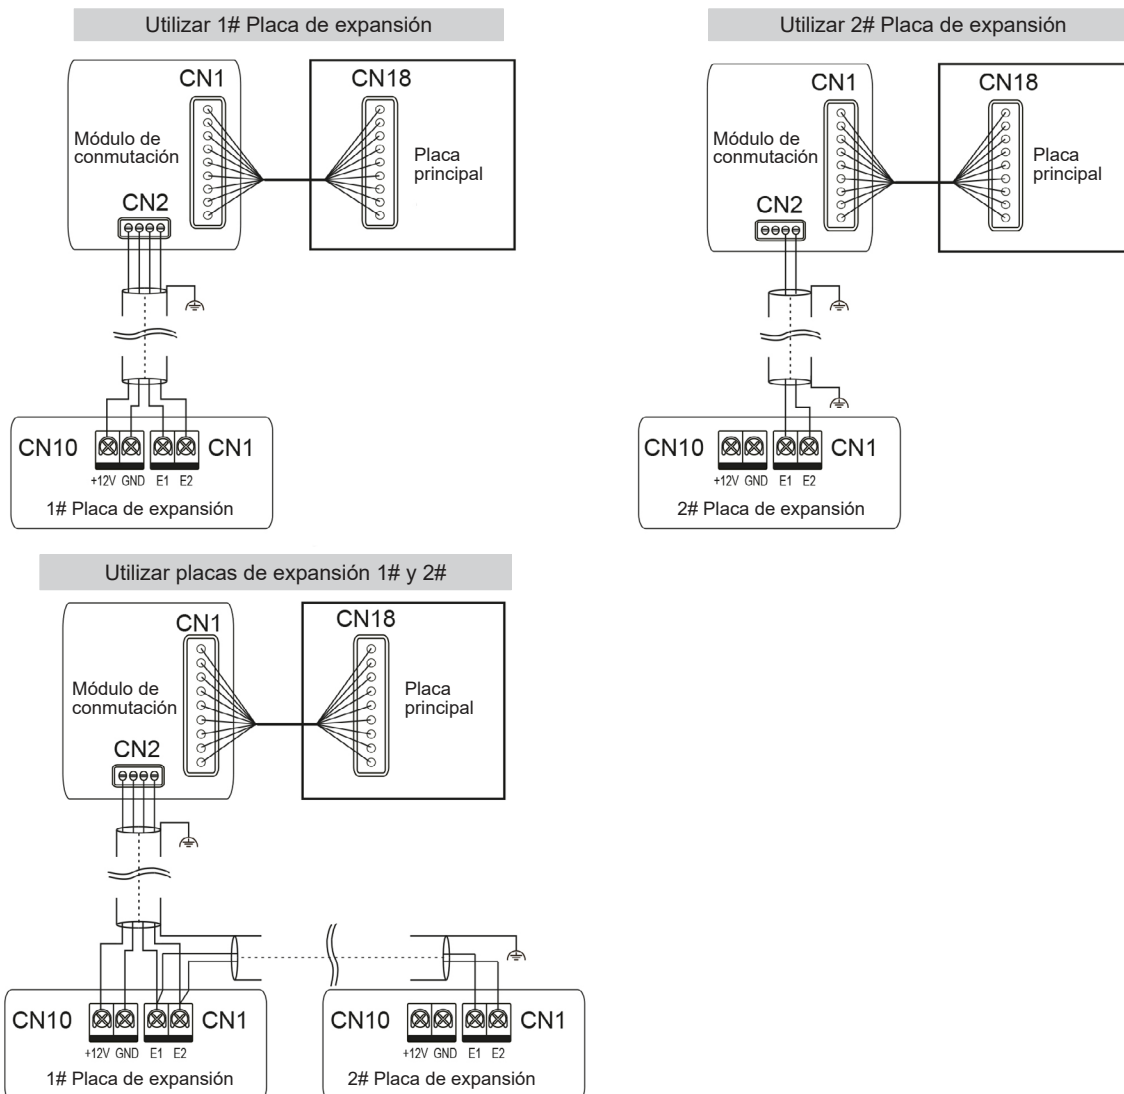 Utilizar 1# Placa de expansión
CN1
CN18
Módulo de
conmutación
Placa
principal
CN2
CN10
CN1
+12V GND E1 E2
1# Placa de expansión
Utilizar 2# Placa de expansión
CN1
CN18
Módulo de
conmutación
Placa
principal
CN2
CN10
CN1
+12V GND E1 E2
2# Placa de expansión
Utilizar placas de expansión 1# y 2#
CN1
CN18
Módulo de
conmutación
Placa
principal
CN2
CN10
CN1
+12V GND E1 E2
1# Placa de expansión
CN10
CN1
+12V GND E1 E2
2# Placa de expansión